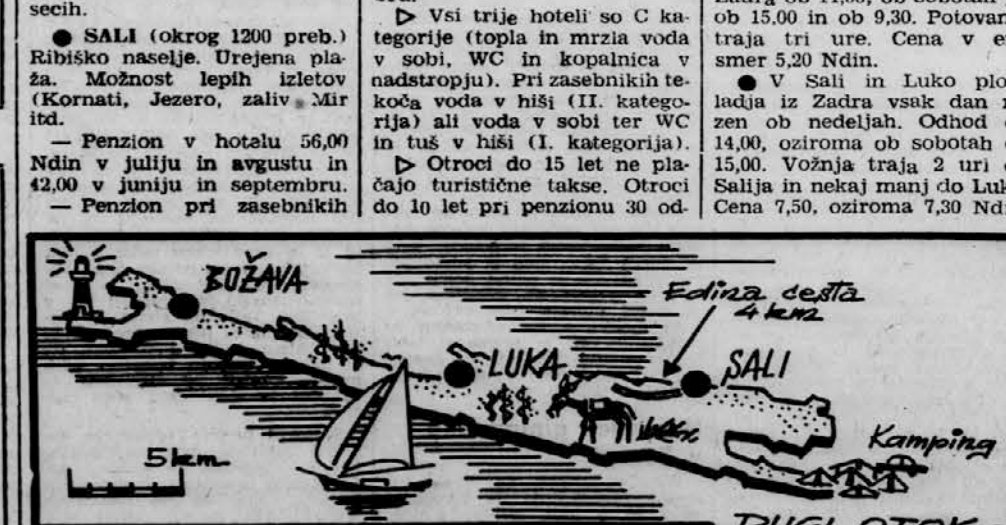 secih.
● SALI (okrog 1200 preb.)
Ribiško naselje. Urejena pla-
ža. Možnost lepih izletov
(Kornati, Jezero, zaliv Mir
itd.
— Penzion v hotalu 56,00
Ndin v juliju in avgustu in
42,00 v juniju in septembru.
— Penzion pri zasebnikih
▷ Vsi trije hoteli so C ka-
tegorije (topla in mrzla voda
v sobi, WC in kopalnica v
nadstropju). Pri zasebnikih te-
koča voda v hiši (II. katego-
rija) ali voda v sobi ter WC
in tuš v hiši (I. kategorija).
▷ Otroci do 15 let ne pla-
čajo turistične takse. Otroci
do 10 let pri penzionu 30 od-
ob 15,00 in ob 9,30. Potovan
traja tri ure. Cena v e
smer 5,20 Ndin.
● V Sali in Luko plo
ladja iz Zadra vsak dan
zen ob nedeljah. Odhod
14,00, oziroma ob sobotah
15,00. Vožnja traja 2 uri
Salija in nekaj manj do Lu
Cena 7,50, oziroma 7,30 Nd
BOŽAVA
Edina cesta
4 km
LUKA
SALI
Kamping
5 km
DUGI OTOK